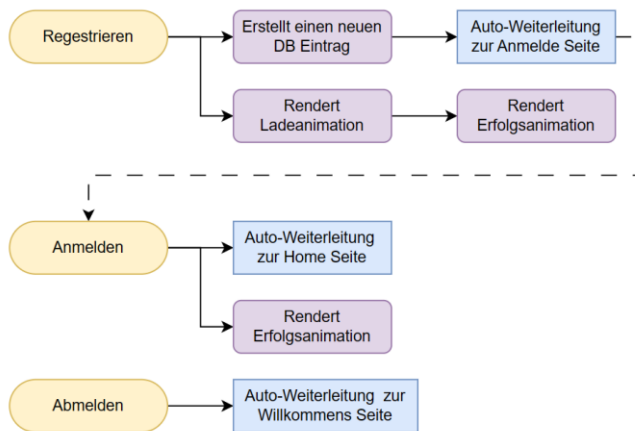 Regestrieren
Erstellt einen neuen
DB Eintrag
Auto-Weiterleitung
zur Anmelde Seite
Rendert
Ladeanimation
Rendert
Erfolgsanimation
Anmelden
Auto-Weiterleitung
zur Home Seite
Rendert
Erfolgsanimation
Abmelden
Auto-Weiterleitung zur
Willkommens Seite